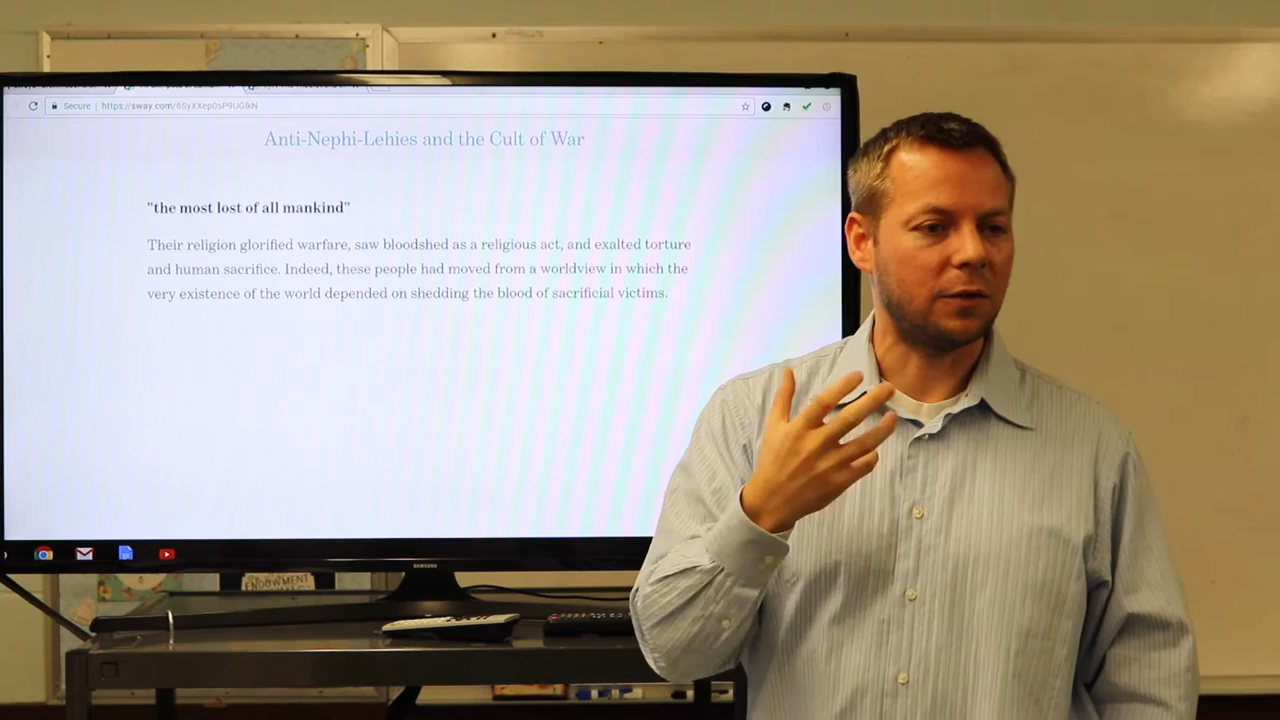 Secure
https://sway.com/6SyXXep0sP9UGlkN
Anti-Nephi-Lehies and the Cult of War
"the most lost of all mankind"
Their religion glorified warfare, saw bloodshed as a religious act, and exalted torture
and human sacrifice. Indeed, these people had moved from a worldview in which the
very existence of the world depended on shedding the blood of sacrificial victims.
SAMSUNG
ENDOWMENT